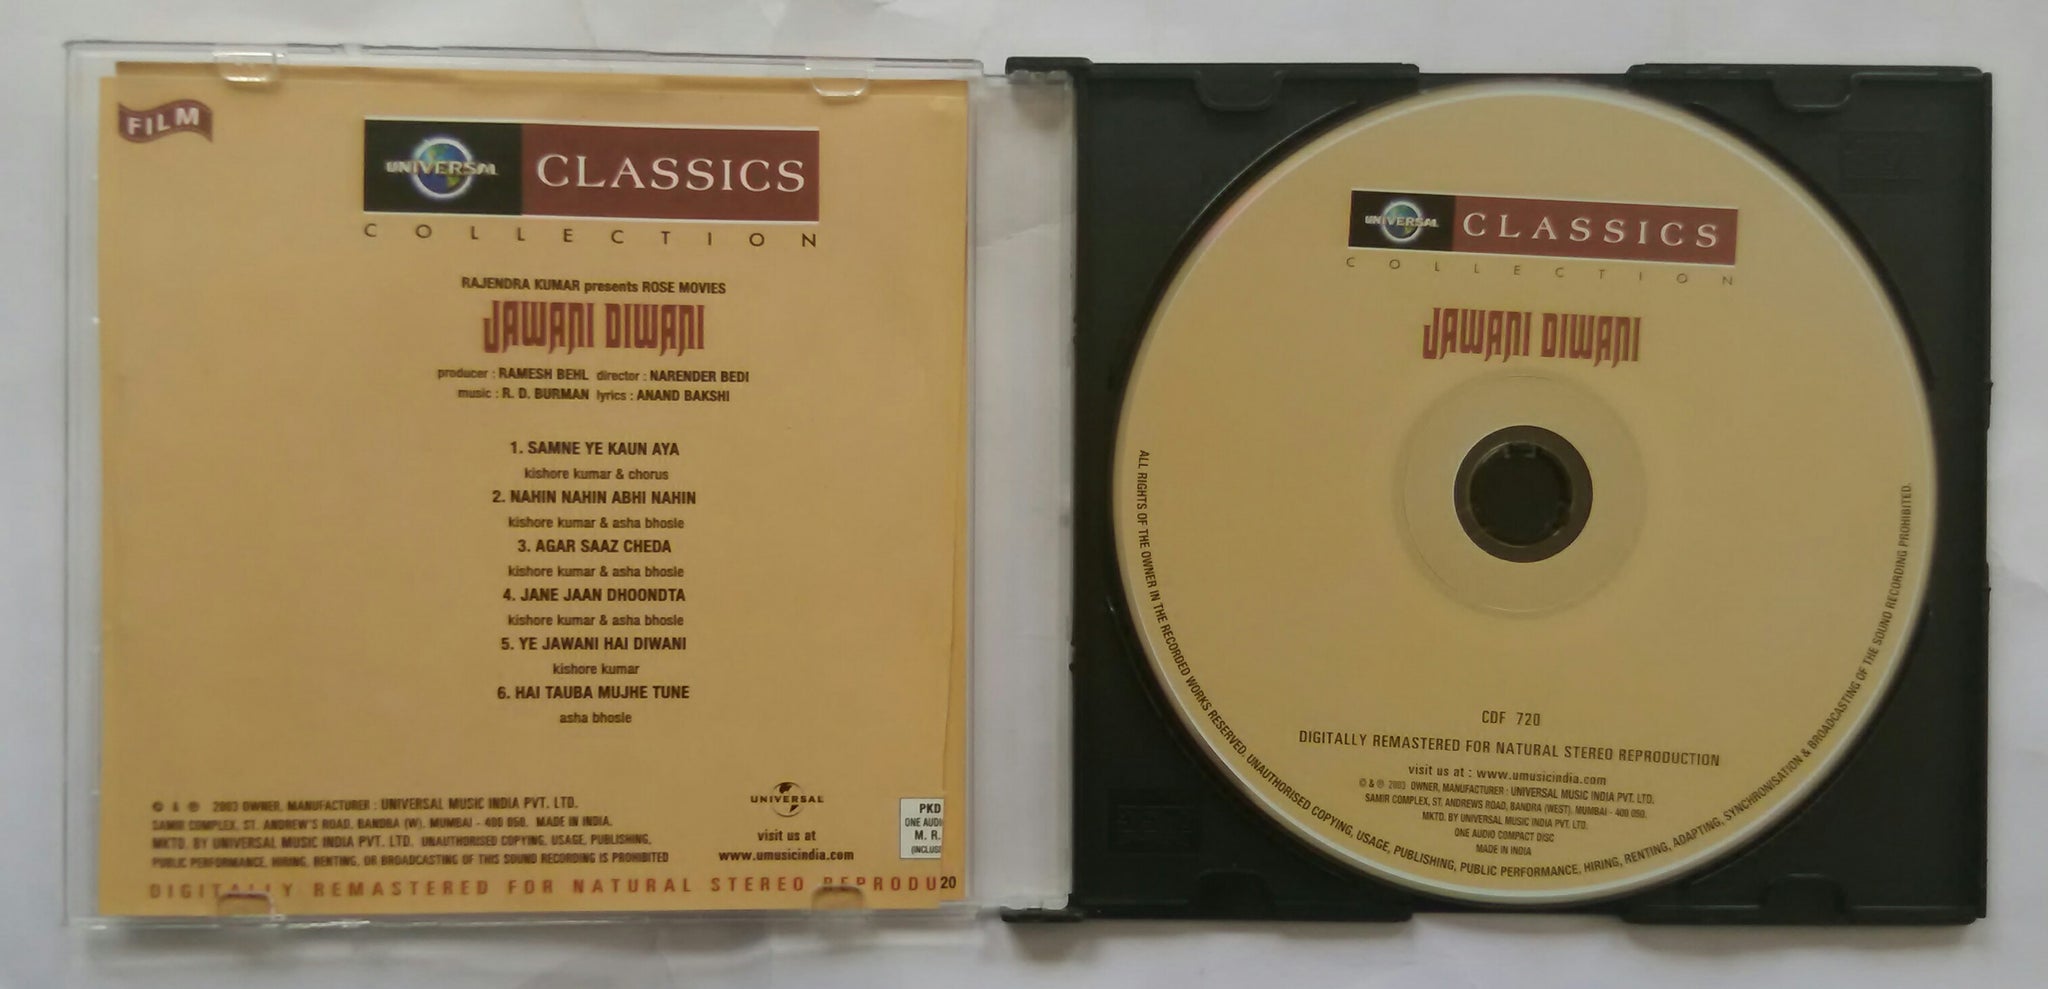 FILM
UNIVERSAL CLASSICS
COLLECTION
RAJENDRA KUMAR presents ROSE MOVIES
JAWANI DIWANI
producer : RAMESH BEHL director : NARENDER BEDI
music : R. D. BURMAN lyrics : ANAND BAKSHI
1. SAMNE YE KAUN AYA
kishore kumar & chorus
2. NAHIN NAHIN ABHI NAHIN
kishore kumar & asha bhosle
3. AGAR SAAZ CHEDA
kishore kumar & asha bhosle
4. JANE JAAN DHOONDTA
kishore kumar & asha bhosle
5. YE JAWANI HAI DIWANI
kishore kumar
6. HAI TAUBA MUJHE TUNE
asha bhosle
© & ℗ 2003 OWNER, MANUFACTURER : UNIVERSAL MUSIC INDIA PVT. LTD.
SAMIR COMPLEX, ST. ANDREW'S ROAD, BANDRA (W), MUMBAI - 400 050. MADE IN INDIA.
MKTD. BY UNIVERSAL MUSIC INDIA PVT. LTD. UNAUTHORISED COPYING, USAGE, PUBLISHING,
PUBLIC PERFORMANCE, HIRING, RENTING, OR BROADCASTING OF THIS SOUND RECORDING IS PROHIBITED
UNIVERSAL
visit us at
www.umusicindia.com
PKD
ONE AUDI
M. R.
(INCLUS
DIGITALLY REMASTERED FOR NATURAL STEREO REPRODU
20
UNIVERSAL CLASSICS
COLLECTION
JAWANI DIWANI
CDF 720
DIGITALLY REMASTERED FOR NATURAL STEREO REPRODUCTION
visit us at : www.umusicindia.com
© & ℗ 2003 OWNER, MANUFACTURER : UNIVERSAL MUSIC INDIA PVT. LTD.
SAMIR COMPLEX, ST. ANDREWS ROAD, BANDRA (WEST), MUMBAI - 400 050.
MKTD. BY UNIVERSAL MUSIC INDIA PVT. LTD.
ONE AUDIO COMPACT DISC
MADE IN INDIA
ALL RIGHTS OF THE OWNER IN THE RECORDED WORKS RESERVED. UNAUTHORISED COPYING, USAGE, PUBLISHING, PUBLIC PERFORMANCE, HIRING, RENTING, ADAPTING, SYNCHRONISATION & BROADCASTING OF THE SOUND RECORDING PROHIBITED.